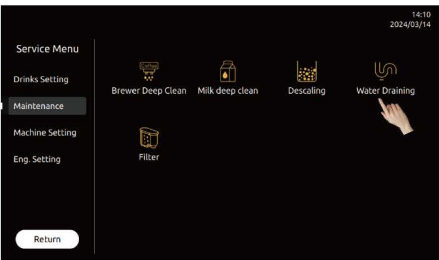 14:10
2024/03/14
Service Menu
Drinks Setting
Maintenance
Machine Setting
Eng. Setting
Return
Brewer Deep Clean
Milk deep clean
Descaling
Water Draining
Filter